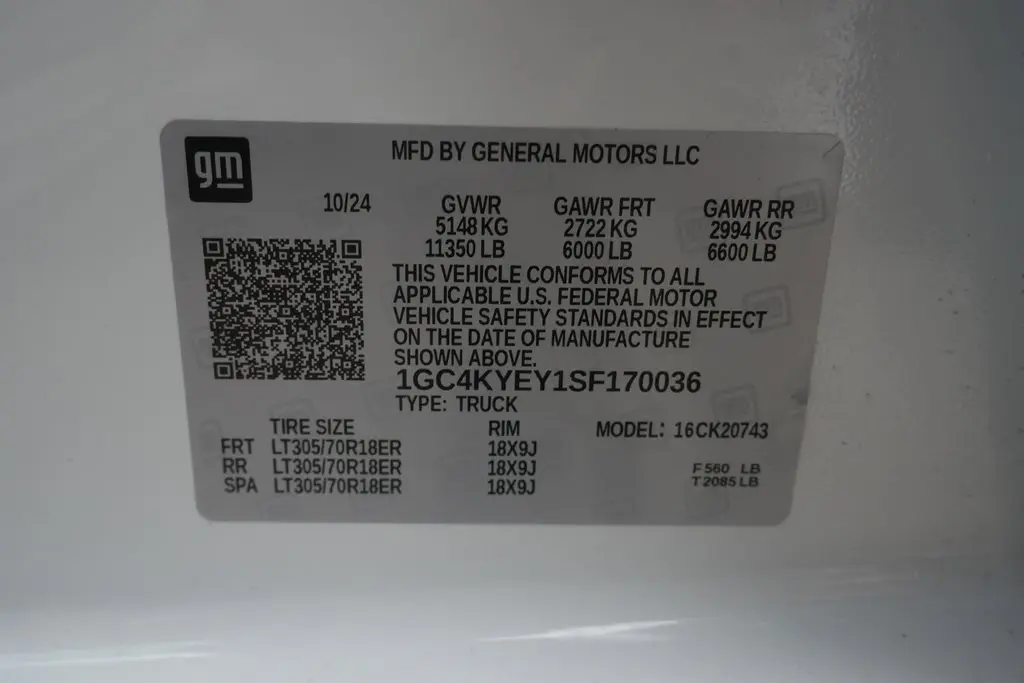 gm
MFD BY GENERAL MOTORS LLC
10/24 GVWR GAWR FRT GAWR RR
5148 KG 2722 KG 2994 KG
11350 LB 6000 LB 6600 LB
THIS VEHICLE CONFORMS TO ALL
APPLICABLE U.S. FEDERAL MOTOR
VEHICLE SAFETY STANDARDS IN EFFECT
ON THE DATE OF MANUFACTURE
SHOWN ABOVE.
1GC4KYEY1SF170036
TYPE: TRUCK
TIRE SIZE RIM MODEL: 16CK20743
FRT LT305/70R18ER 18X9J
RR LT305/70R18ER 18X9J F 560 LB
SPA LT305/70R18ER 18X9J T 2085 LB